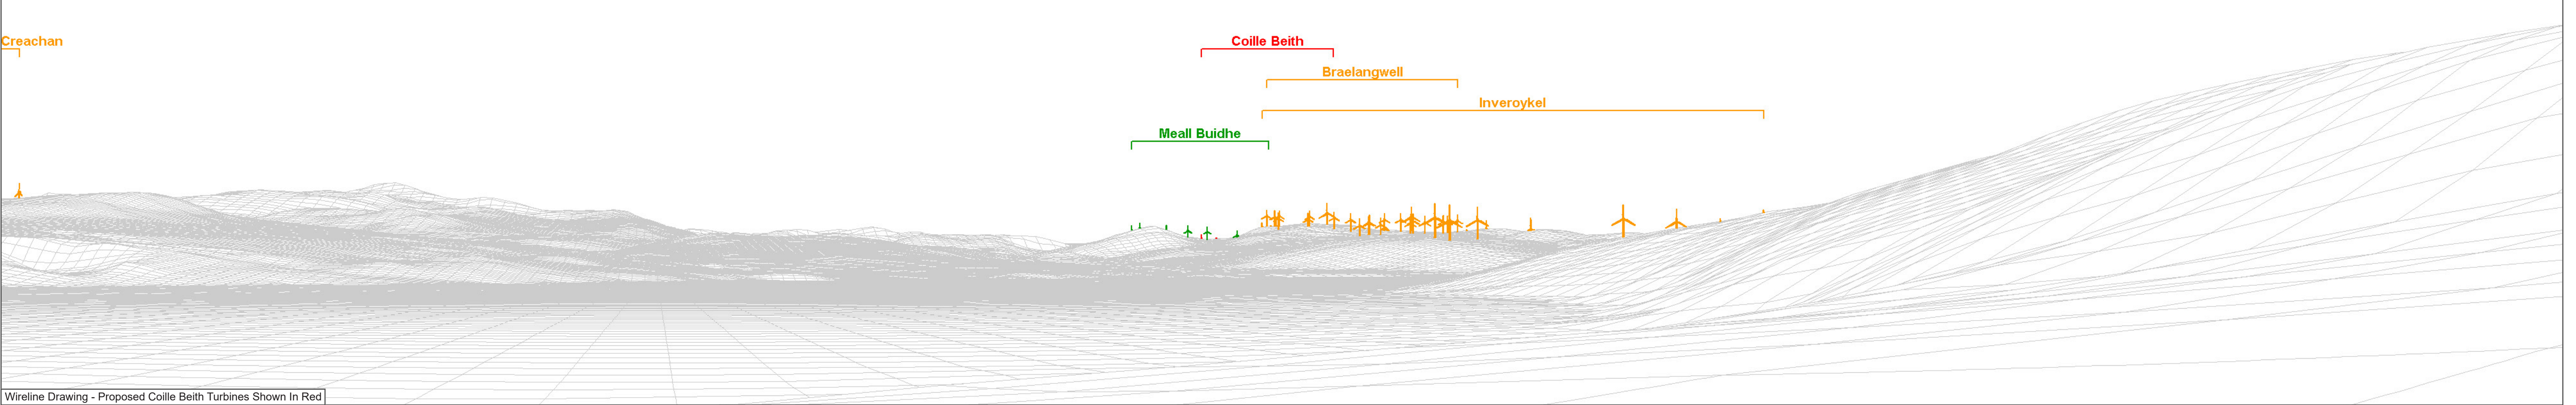 Creachan
Coille Beith
Braelangwell
Inveroykel
Meall Buidhe
Wireline Drawing - Proposed Coille Beith Turbines Shown In Red